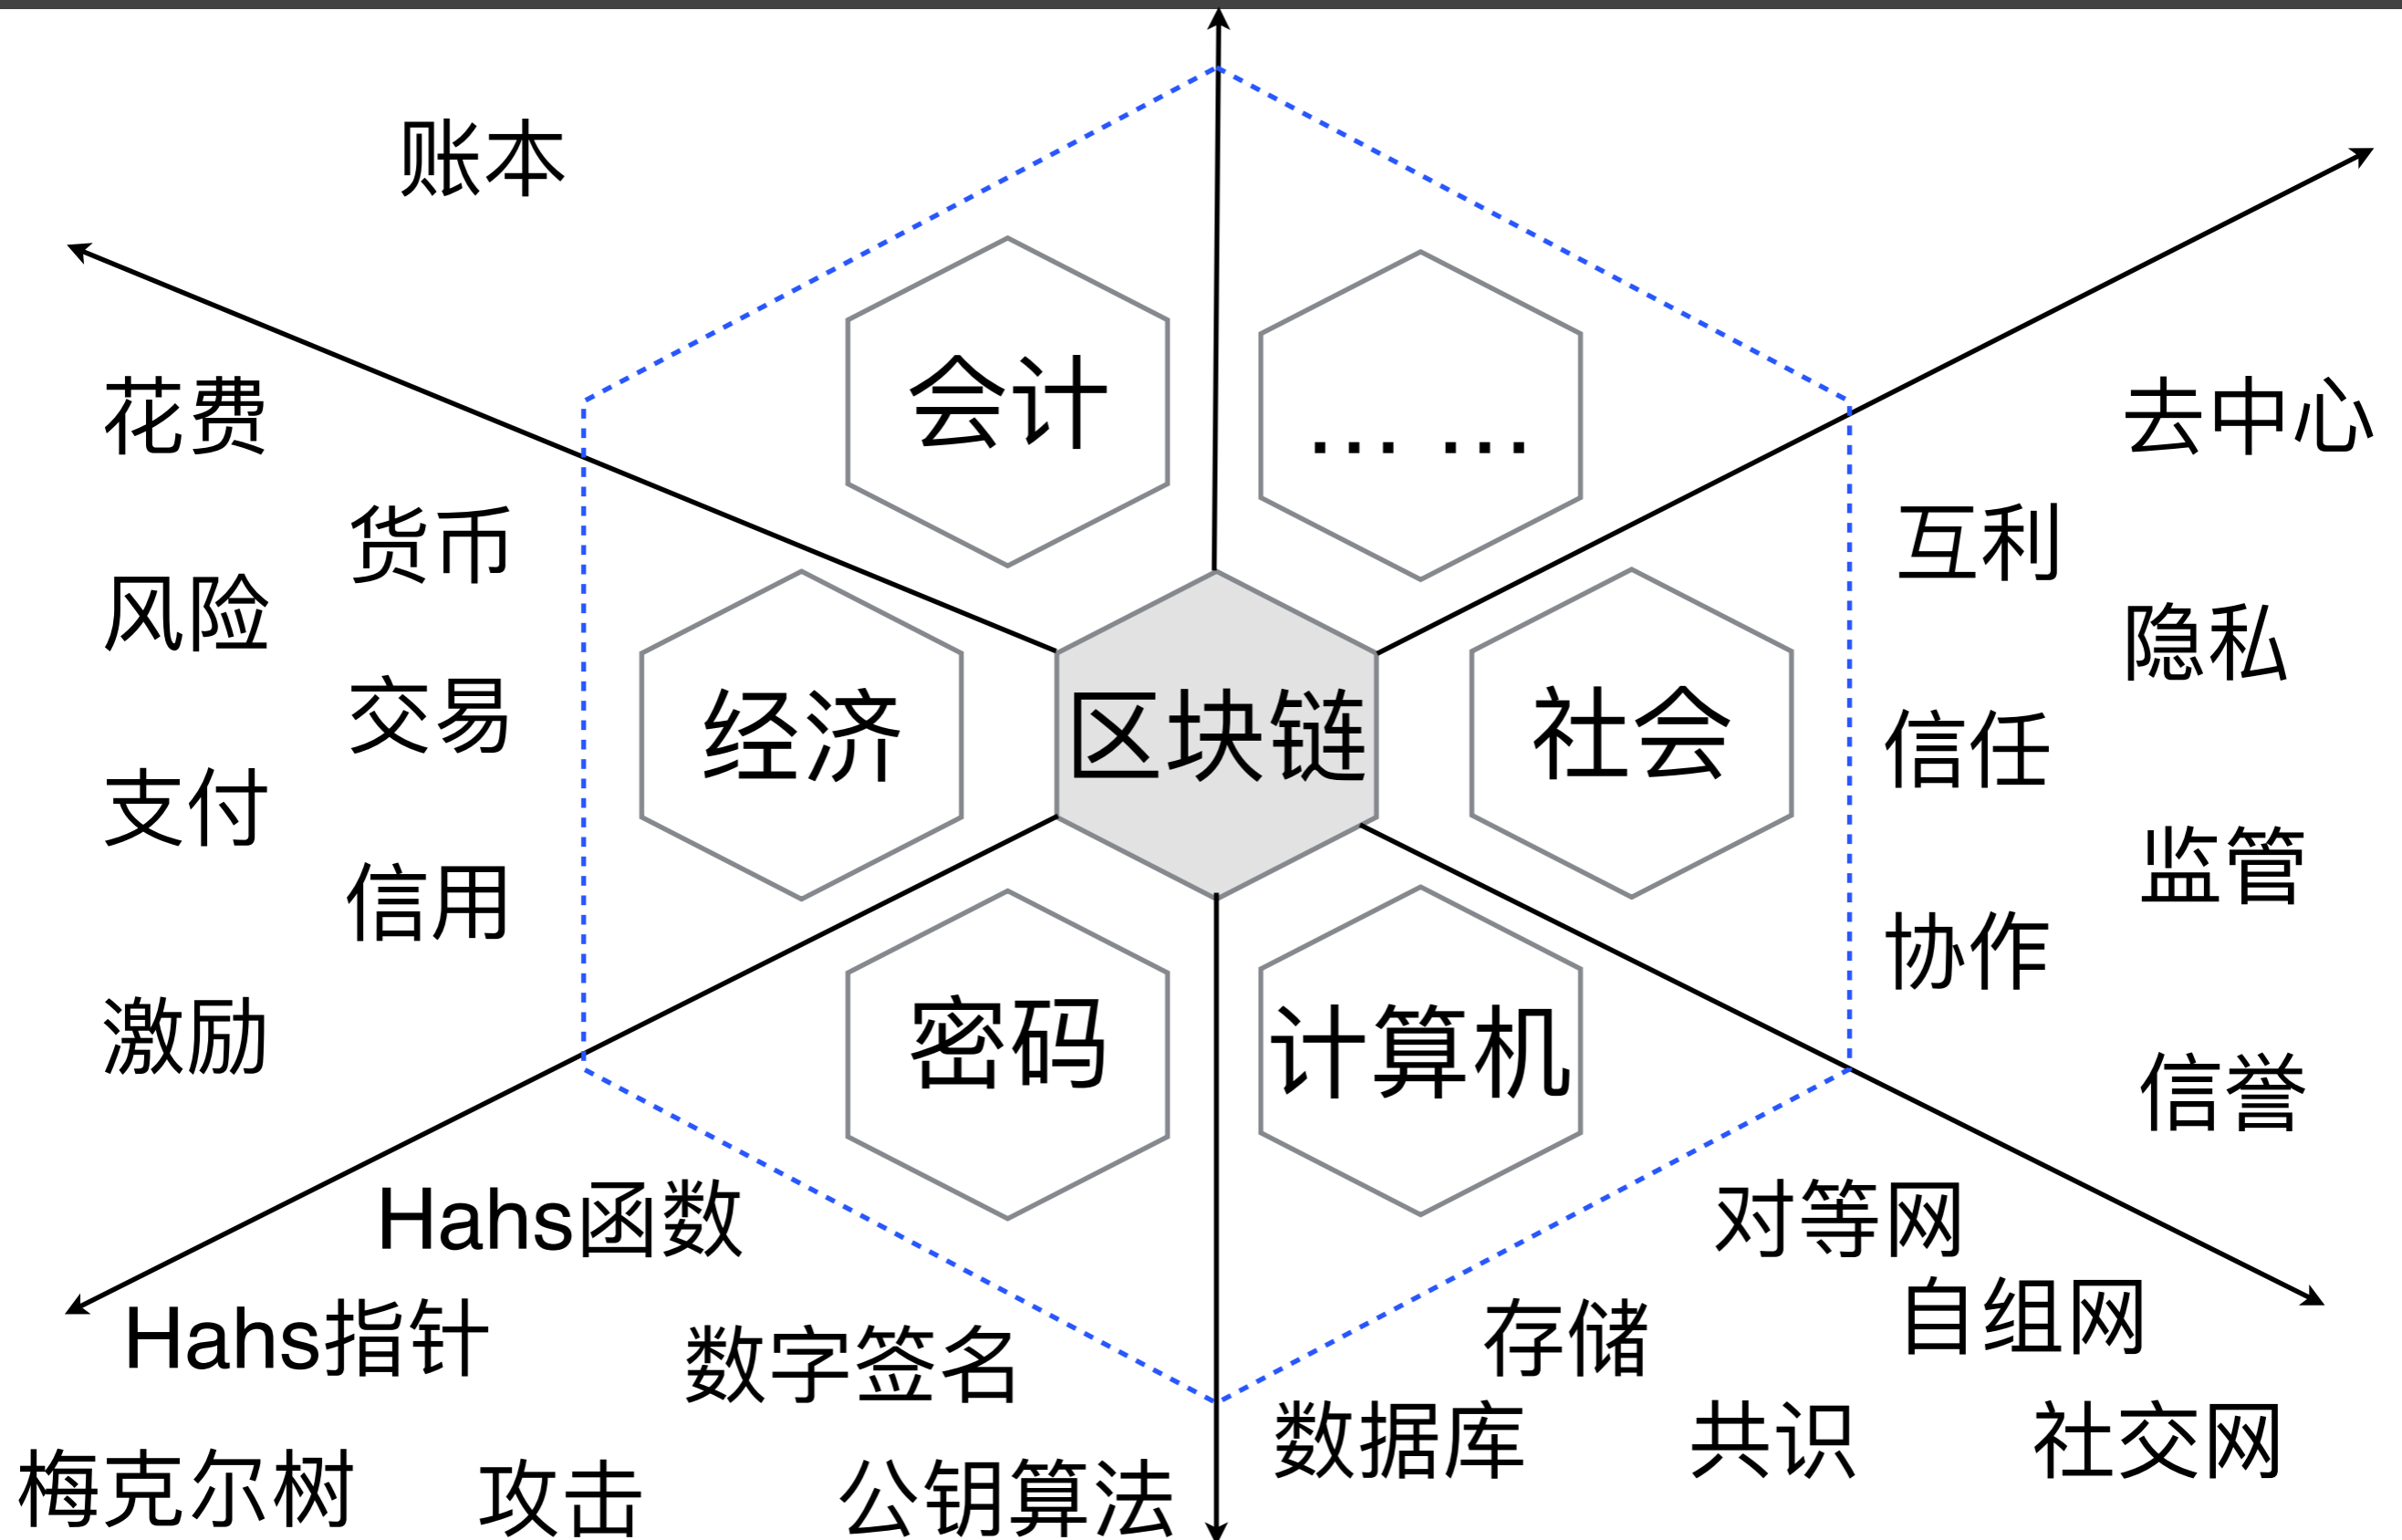 账本
会计
... ...
花费
去中心
货币
互利
风险
隐私
交易
经济
区块链
社会
信任
支付
监管
信用
协作
激励
密码
计算机
信誉
Hahs函数
对等网
Hahs指针
数字签名
存储
自组网
梅克尔树
攻击
公钥算法
数据库
共识
社交网